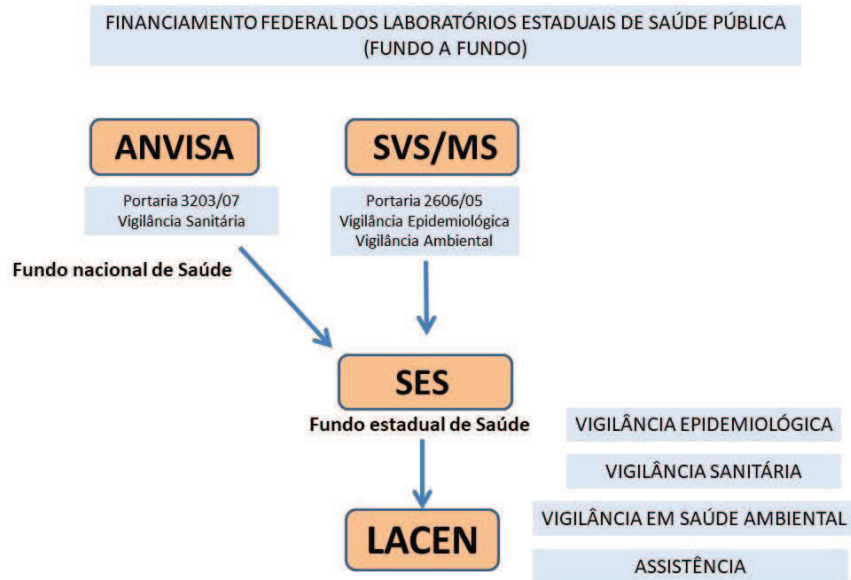 FINANCIAMENTO FEDERAL DOS LABORATÓRIOS ESTADUAIS DE SAÚDE PÚBLICA
(FUNDO A FUNDO)
ANVISA
SVS/MS
Portaria 3203/07
Vigilância Sanitária
Portaria 2606/05
Vigilância Epidemiológica
Vigilância Ambiental
Fundo nacional de Saúde
SES
Fundo estadual de Saúde
LACEN
VIGILÂNCIA EPIDEMIOLÓGICA
VIGILÂNCIA SANITÁRIA
VIGILÂNCIA EM SAÚDE AMBIENTAL
ASSISTÊNCIA